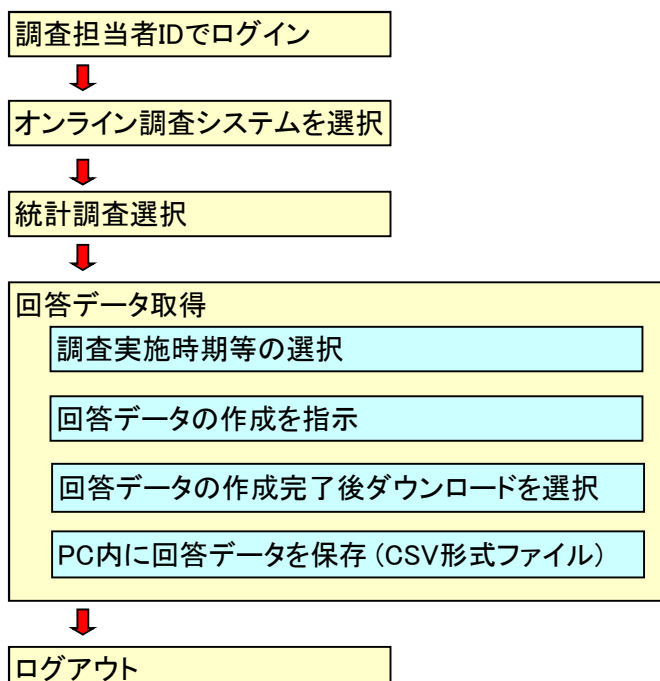 調査担当者IDでログイン
オンライン調査システムを選択
統計調査選択
回答データ取得
調査実施時期等の選択
回答データの作成を指示
回答データの作成完了後ダウンロードを選択
PC内に回答データを保存(CSV形式ファイル)
ログアウト